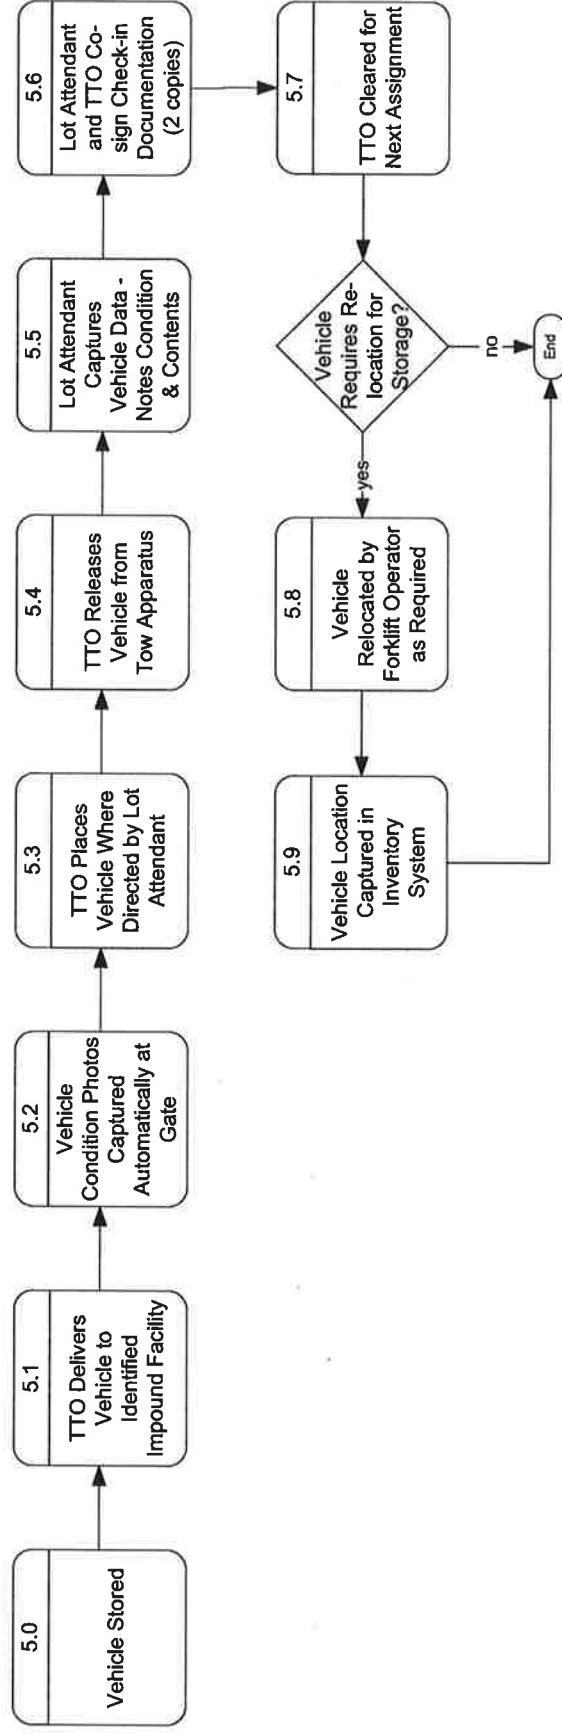 5.0
Vehicle Stored
5.1
TTO Delivers
Vehicle to
Identified
Impound Facility
5.2
Vehicle
Condition Photos
Captured
Automatically at
Gate
5.3
TTO Places
Vehicle Where
Directed by Lot
Attendant
5.4
TTO Releases
Vehicle from
Tow Apparatus
5.5
Lot Attendant
Captures
Vehicle Data -
Notes Condition
& Contents
5.6
Lot Attendant
and TTO Co-
sign Check-in
Documentation
(2 copies)
5.7
TTO Cleared for
Next Assignment
Vehicle
Requires Re-
location for
Storage?
yes
no
5.8
Vehicle
Relocated by
Forklift Operator
as Required
5.9
Vehicle Location
Captured in
Inventory
System
End